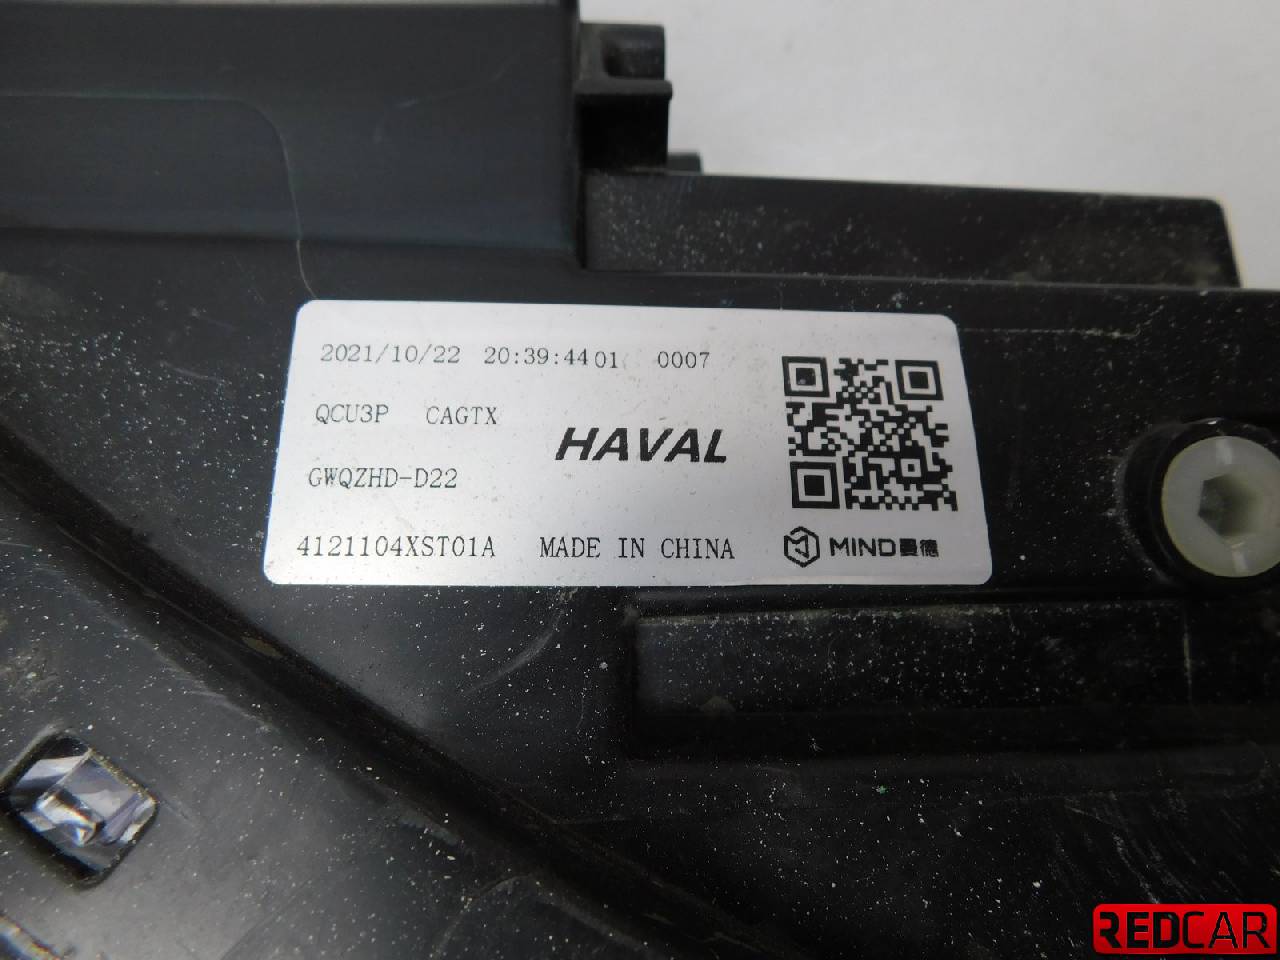 2021/10/22 20:39:44 01 0007
QCU3P CAGTX
HAVAL
GWQZHD-D22
4121104XST01A MADE IN CHINA MIND曼德
REDCAR